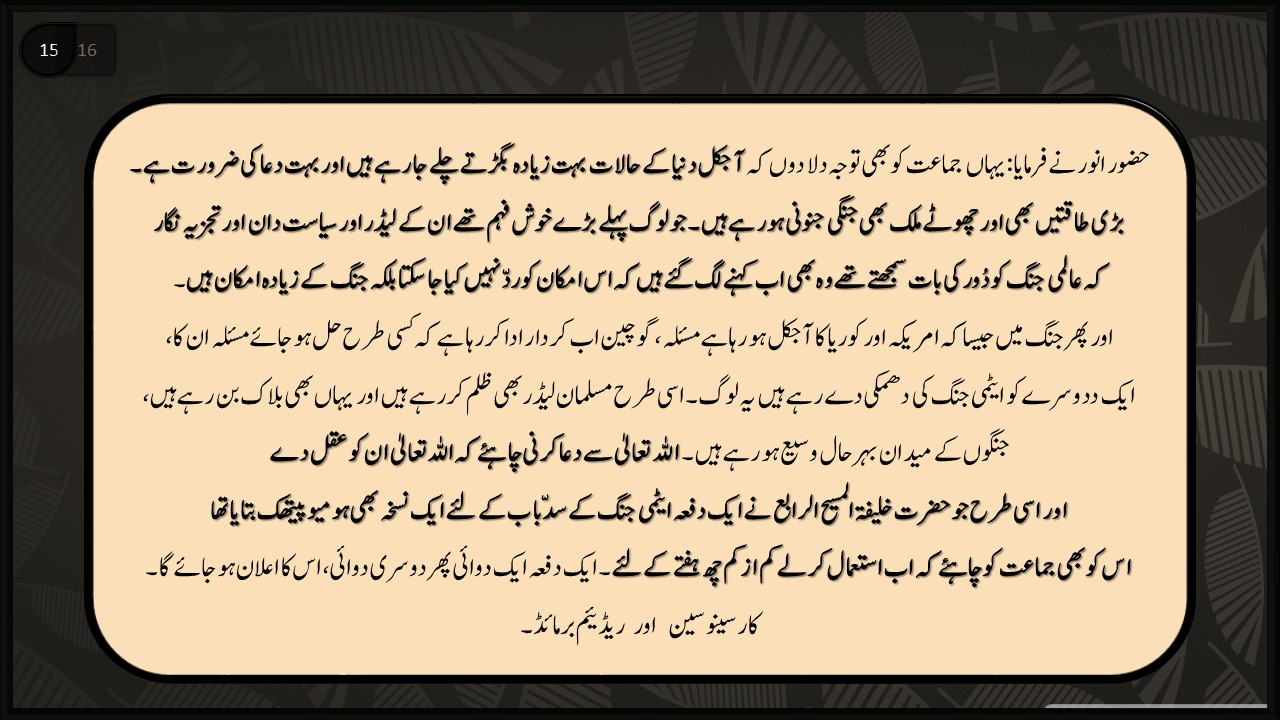 15
16
حضور انور نے فرمایا: یہاں جماعت کو بھی توجہ دلا دوں کہ آجکل دنیا کے حالات بہت زیادہ بگڑتے چلے جارہے ہیں اور بہت دعا کی ضرورت ہے۔
بڑی طاقتیں بھی اور چھوٹے ملک بھی جنگی جنونی ہورہے ہیں۔ جو لوگ پہلے بڑے خوش فہم تھے ان کے لیڈر اور سیاست دان اور تجزیہ نگار
کہ عالمی جنگ کو دُور کی بات سمجھتے تھے وہ بھی اب کہنے لگ گئے ہیں کہ اس امکان کو ردّ نہیں کیا جا سکتا بلکہ جنگ کے زیادہ امکان ہیں۔
اور پھر جنگ میں جیسا کہ امریکہ اور کوریا کا آجکل ہو رہا ہے مسئلہ، گو چین اب کردار ادا کر رہا ہے کہ کسی طرح حل ہو جائے مسئلہ ان کا،
ایک ددوسرے کو ایٹمی جنگ کی دھمکی دے رہے ہیں یہ لوگ۔ اسی طرح مسلمان لیڈر بھی ظلم کر رہے ہیں اور یہاں بھی بلاک بن رہے ہیں،
جنگوں کے میدان بہرحال وسیع ہو رہے ہیں۔ اللہ تعالیٰ سے دعا کرنی چاہئے کہ اللہ تعالیٰ ان کو عقل دے
اور اسی طرح جو حضرت خلیفۃ المسیح الرابع نے ایک دفعہ ایٹمی جنگ کے سدّباب کے لئے ایک نسخہ بھی ہومیوپیتھک بتایا تھا
اس کو بھی جماعت کو چاہئے کہ اب استعمال کر لے کم از کم چھ ہفتے کے لئے۔ ایک دفعہ ایک دوائی پھر دوسری دوائی، اس کا اعلان ہو جائے گا۔
کارسینوسین اور ریڈیئم برمائڈ۔